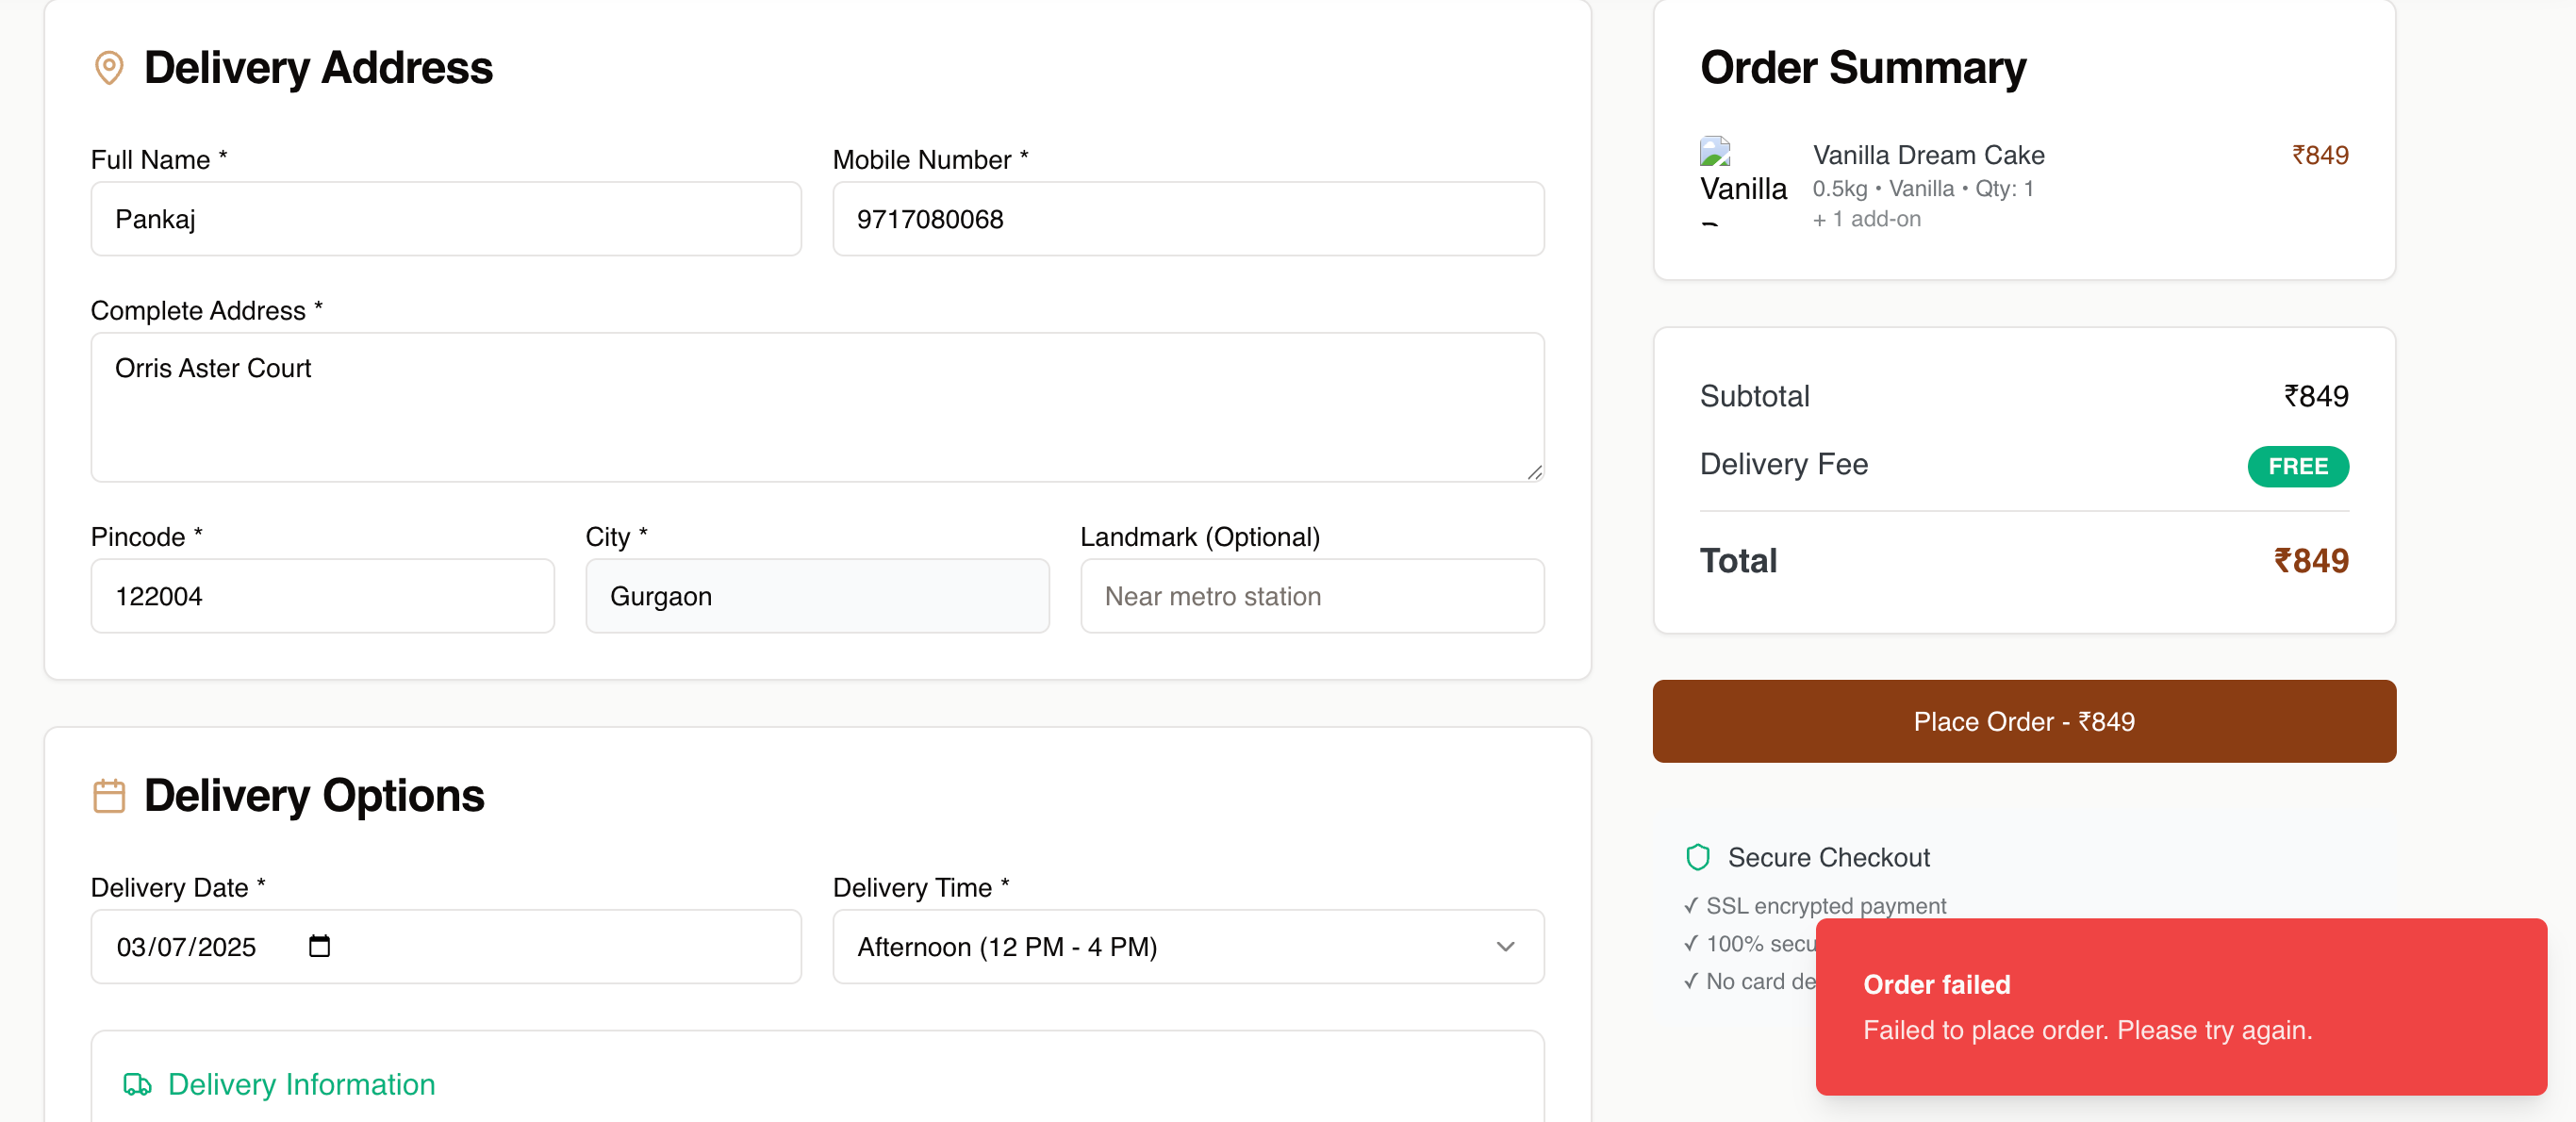 Delivery Address
Full Name *
Pankaj
Mobile Number *
9717080068
Complete Address *
Orris Aster Court
Pincode *
122004
City *
Gurgaon
Landmark (Optional)
Near metro station
Delivery Options
Delivery Date *
03/07/2025
Delivery Time *
Afternoon (12 PM - 4 PM)
Delivery Information
Order Summary
Vanilla
Vanilla Dream Cake
₹849
0.5kg • Vanilla • Qty: 1
+ 1 add-on
Subtotal
₹849
Delivery Fee
FREE
Total
₹849
Place Order - ₹849
Secure Checkout
✓ SSL encrypted payment
✓ 100%
✓ No card
Order failed
Failed to place order. Please try again.